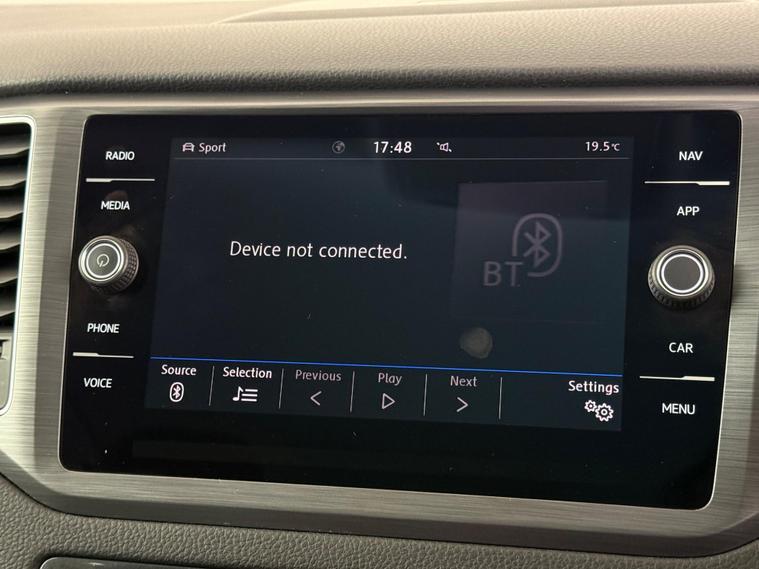 RADIO
MEDIA
PHONE
VOICE
Sport
17:48
19.5°C
Device not connected.
BT
Source
Selection
Previous
Play
Next
Settings
NAV
APP
CAR
MENU